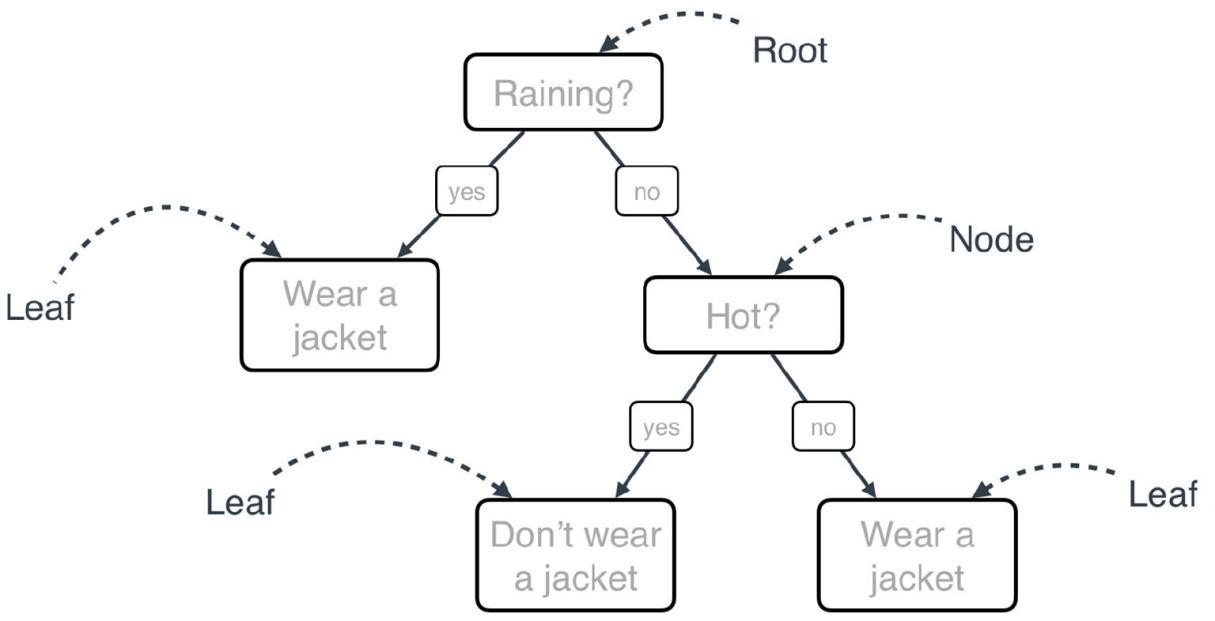 Root
Raining?
yes
no
Node
Leaf
Wear a
jacket
Hot?
yes
no
Leaf
Leaf
Don't wear
a jacket
Wear a
jacket